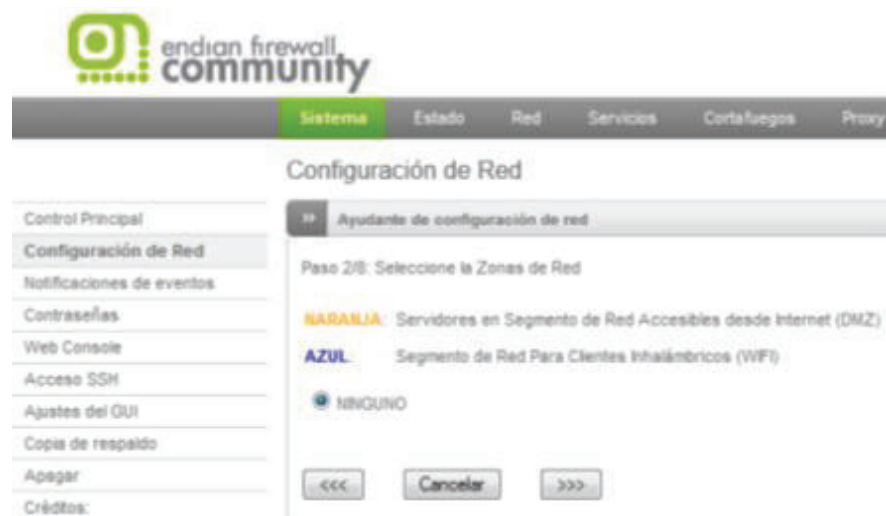 endian firewall
community
Sistema Estado Red Servicios Cortafuegos Proxy
Configuración de Red
Control Principal
Configuración de Red
Notificaciones de eventos
Contraseñas
Web Console
Acceso SSH
Ajustes del GUI
Copia de respaldo
Apagar
Crèditos:
» Ayudante de configuración de red
Paso 2/8: Seleccione la Zonas de Red
NARANJA: Servidores en Segmento de Red Accesibles desde Internet (DMZ)
AZUL: Segmento de Red Para Clientes Inhalámbricos (WIFI)
NINGUNO
<<< Cancelar >>>